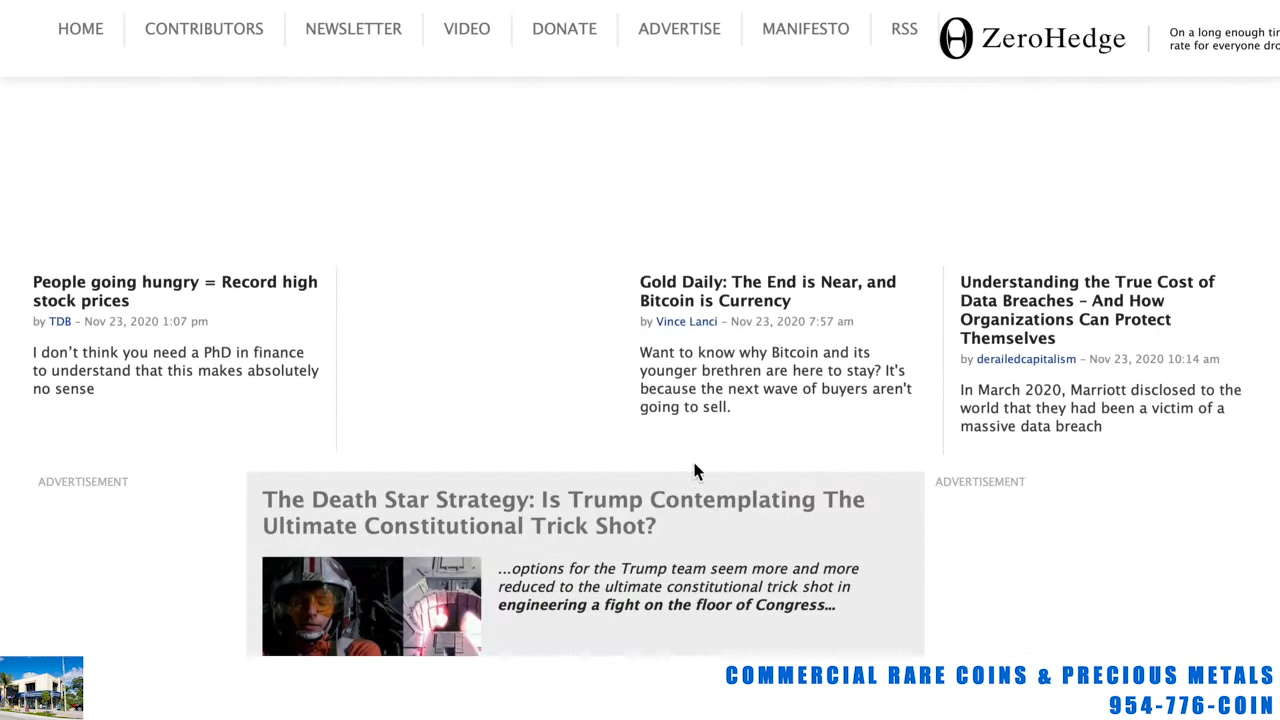 HOME
CONTRIBUTORS
NEWSLETTER
VIDEO
DONATE
ADVERTISE
MANIFESTO
RSS
ZeroHedge
On a long enough
rate for everyone
People going hungry = Record high
stock prices
by TDB – Nov 23, 2020 1:07 pm
I don’t think you need a PhD in finance
to understand that this makes absolutely
no sense
Gold Daily: The End is Near, and
Bitcoin is Currency
by Vince Lanci – Nov 23, 2020 7:57 am
Want to know why Bitcoin and its
younger brethren are here to stay? It's
because the next wave of buyers aren't
going to sell.
Understanding the True Cost of
Data Breaches – And How
Organizations Can Protect
Themselves
by derailedcapitalism – Nov 23, 2020 10:14 am
In March 2020, Marriott disclosed to the
world that they had been a victim of a
massive data breach
ADVERTISEMENT
The Death Star Strategy: Is Trump Contemplating The
Ultimate Constitutional Trick Shot?
...options for the Trump team seem more and more
reduced to the ultimate constitutional trick shot in
engineering a fight on the floor of Congress...
ADVERTISEMENT
COMMERCIAL RARE COINS & PRECIOUS METALS
954-776-COIN